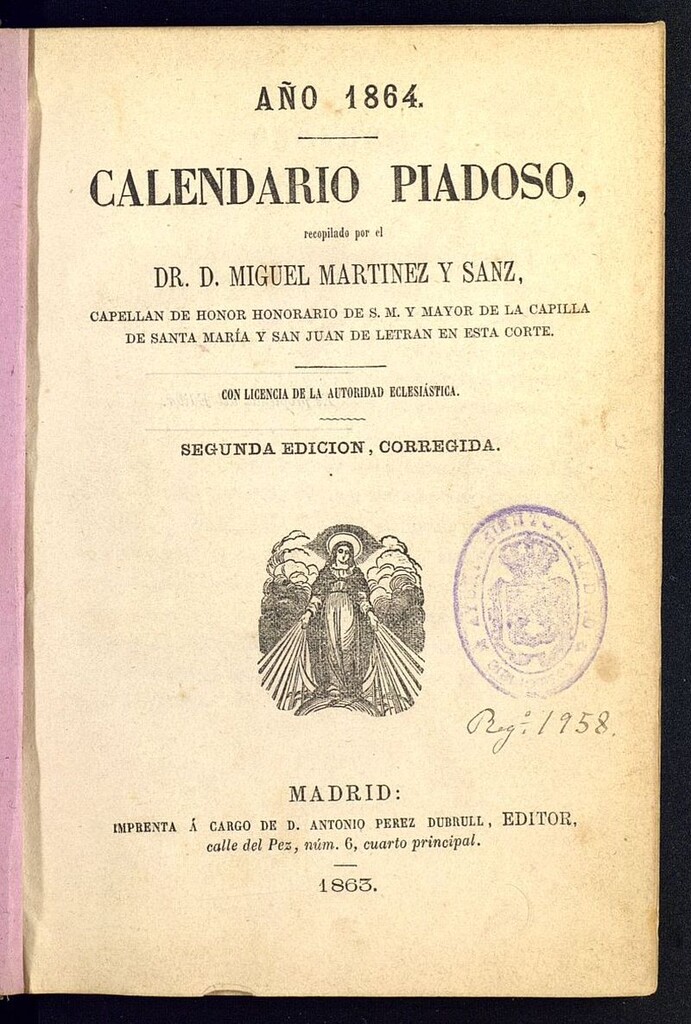 AÑO 1864.
CALENDARIO PIADOSO,
recopilado por el
DR. D. MIGUEL MARTINEZ Y SANZ,
CAPELLAN DE HONOR HONORARIO DE S. M. Y MAYOR DE LA CAPILLA
DE SANTA MARÍA Y SAN JUAN DE LETRAN EN ESTA CORTE.
CON LICENCIA DE LA AUTORIDAD ECLESIÁSTICA.
SEGUNDA EDICION, CORREGIDA.
Reg.º 1958.
MADRID:
IMPRENTA Á CARGO DE D. ANTONIO PEREZ DUBRULL, EDITOR,
calle del Pez, núm. 6, cuarto principal.
1863.